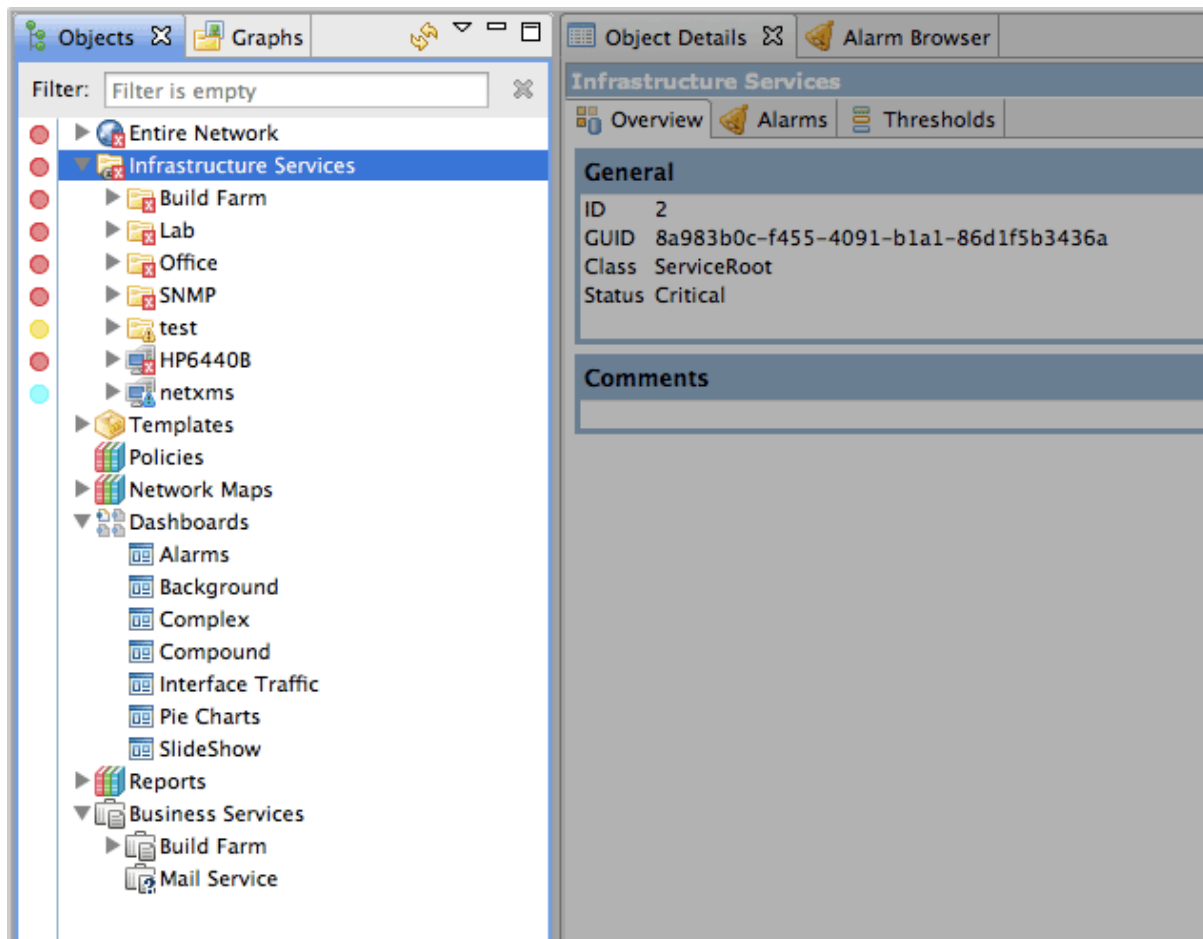 Objects
Graphs
Filter:
Filter is empty
Entire Network
Infrastructure Services
Build Farm
Lab
Office
SNMP
test
HP6440B
netxms
Templates
Policies
Network Maps
Dashboards
Alarms
Background
Complex
Compound
Interface Traffic
Pie Charts
SlideShow
Reports
Business Services
Build Farm
Mail Service
Object Details
Alarm Browser
Infrastructure Services
Overview
Alarms
Thresholds
General
ID 2
GUID 8a983b0c-f455-4091-b1a1-86d1f5b3436a
Class ServiceRoot
Status Critical
Comments